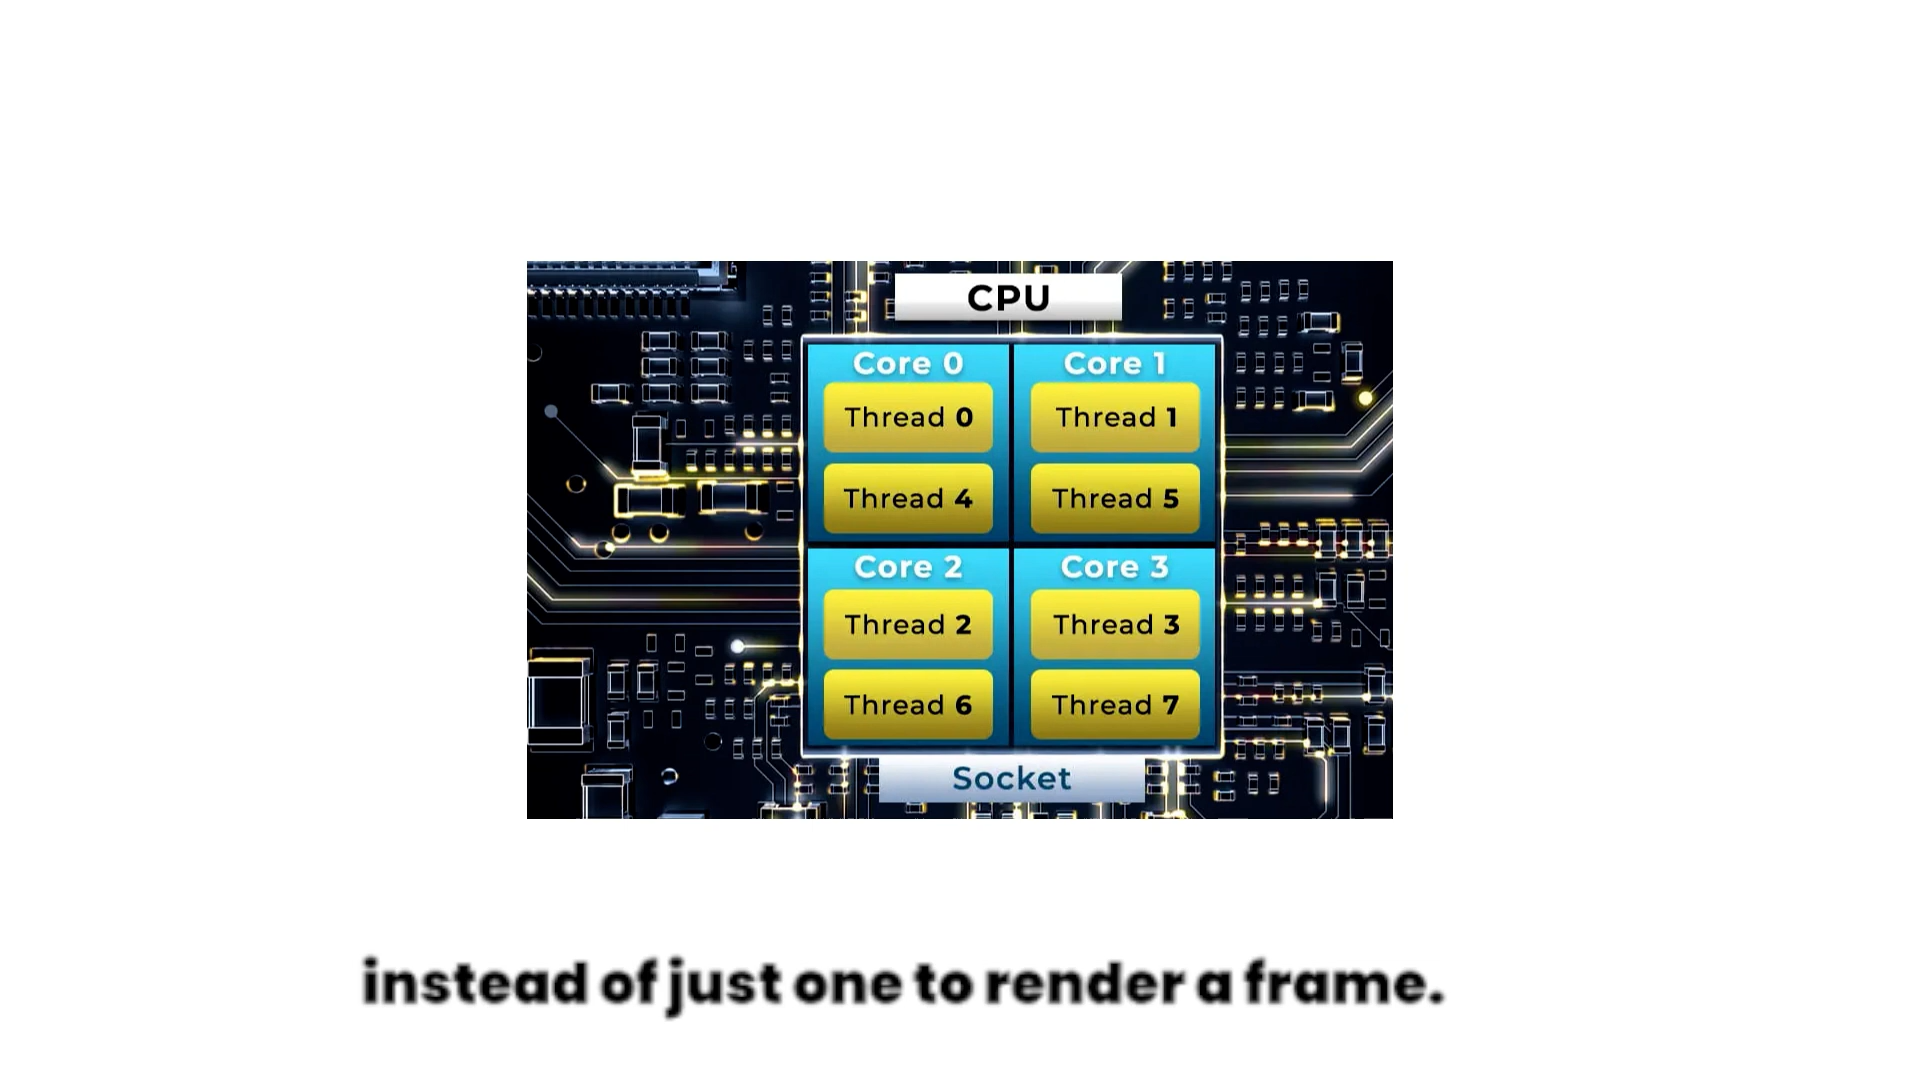 CPU
Core 0
Core 1
Thread 0
Thread 1
Thread 4
Thread 5
Core 2
Core 3
Thread 2
Thread 3
Thread 6
Thread 7
Socket
instead of just one to render a frame.